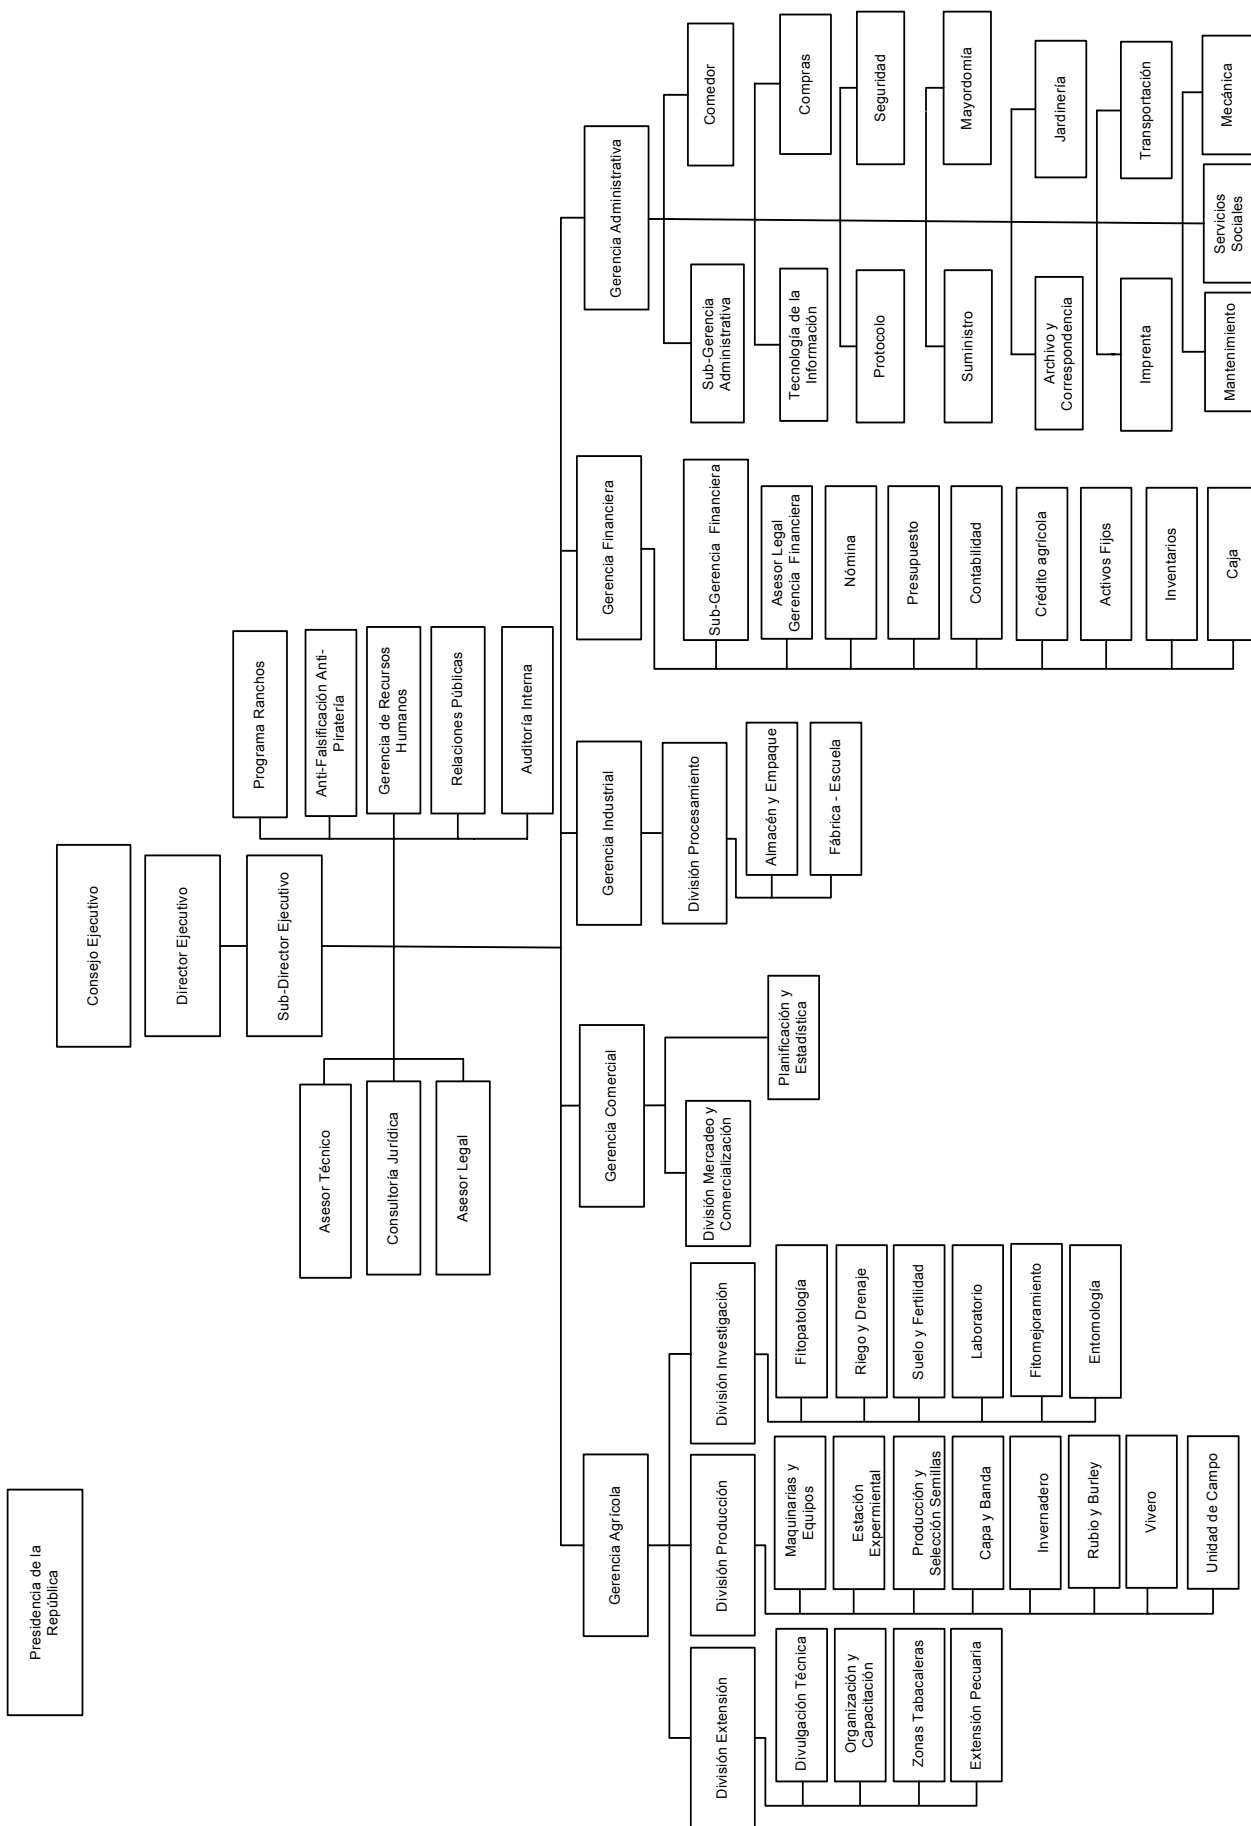 Presidencia de la
República
Consejo Ejecutivo
Director Ejecutivo
Sub-Director Ejecutivo
Asesor Técnico
Consultoría Jurídica
Asesor Legal
Programa Ranchos
Anti-Falsificación Anti-
Piratería
Gerencia de Recursos
Humanos
Relaciones Públicas
Auditoría Interna
Gerencia Agrícola
División Extensión
Divulgación Técnica
Organización y
Capacitación
Zonas Tabacaleras
Extensión Pecuaria
División Producción
Maquinarias y
Equipos
Estación
Expermiental
Producción y
Selección Semillas
Capa y Banda
Invernadero
Rubio y Burley
Vivero
Unidad de Campo
División Investigación
Fitopatología
Riego y Drenaje
Suelo y Fertilidad
Laboratorio
Fitomejoramiento
Entomología
Gerencia Comercial
División Mercadeo y
Comercialización
Planificación y
Estadística
Gerencia Industrial
División Procesamiento
Almacén y Empaque
Fábrica - Escuela
Gerencia Financiera
Sub-Gerencia Financiera
Asesor Legal
Gerencia Financiera
Nómina
Presupuesto
Contabilidad
Crédito agrícola
Activos Fijos
Inventarios
Caja
Gerencia Administrativa
Sub-Gerencia
Administrativa
Comedor
Tecnología de la
Información
Compras
Protocolo
Seguridad
Suministro
Mayordomía
Archivo y
Correspondencia
Jardinería
Imprenta
Transportación
Mantenimiento
Servicios
Sociales
Mecánica